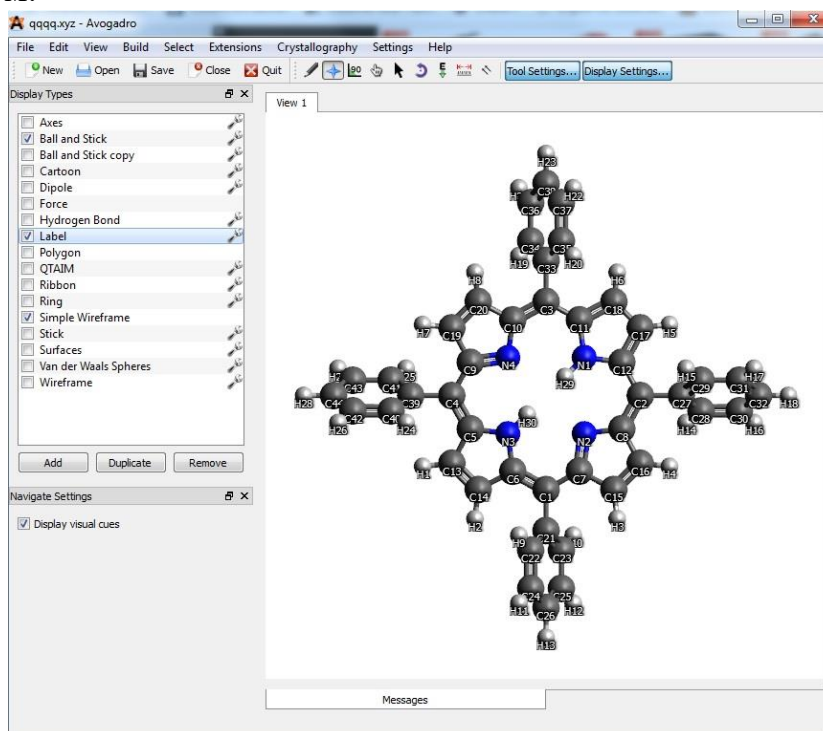 qqqq.xyz - Avogadro
File Edit View Build Select Extensions Crystallography Settings Help
New Open Save Close Quit Tool Settings... Display Settings...
Display Types
View 1
Axes
Ball and Stick
Ball and Stick copy
Cartoon
Dipole
Force
Hydrogen Bond
Label
Polygon
QTAIM
Ribbon
Ring
Simple Wireframe
Stick
Surfaces
Van der Waals Spheres
Wireframe
Add Duplicate Remove
Navigate Settings
Display visual cues
H23
H22
C36 C37
C34 C35
H19 C33 H20
H8 H6
C20 C3 C18
H7 C19 C10 C11 C17 H5
C9 N4 N1 C12
H29
H15 C29 C31 H17
C43 C41
H28 C44 C39 C4 C2 C27 C32 H18
H26 C42 H24 H14 C28 C30 H16
H30
C5 N3 N2 C8
H1 C13 C6 C7 C16 H4
C14 C1 C15
H2 H3
C21
H9
C22 C23
C24 C25
H11 C26 H12
H13
Messages